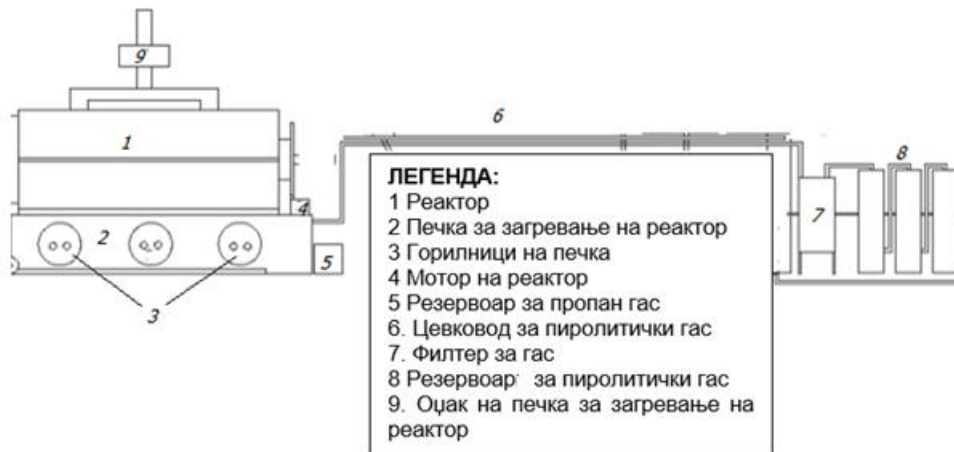 9
6
1
8
ЛЕГЕНДА:
1 Реактор
2 Печка за загревање на реактор
3 Горилници на печка
4 Мотор на реактор
5 Резервоар за пропан гас
6. Цевковод за пиролитички гас
7. Филтер за гас
8 Резервоар за пиролитички гас
9. Оџак на печка за загревање на
реактор
4
7
2
5
3